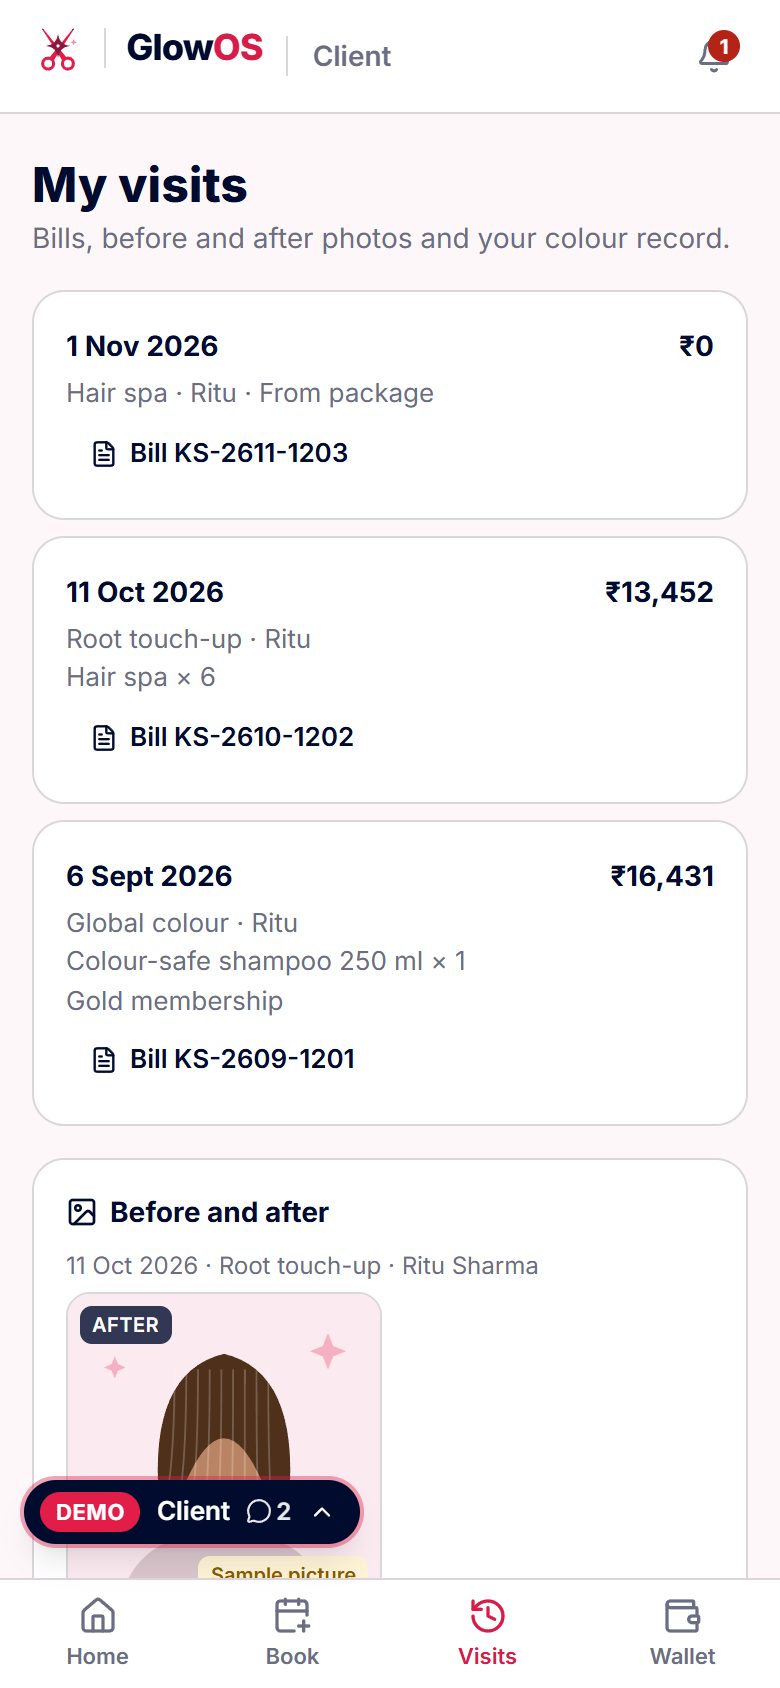 GlowOS
Client
1
My visits
Bills, before and after photos and your colour record.
1 Nov 2026
₹0
Hair spa · Ritu · From package
Bill KS-2611-1203
11 Oct 2026
₹13,452
Root touch-up · Ritu
Hair spa × 6
Bill KS-2610-1202
6 Sept 2026
₹16,431
Global colour · Ritu
Colour-safe shampoo 250 ml × 1
Gold membership
Bill KS-2609-1201
Before and after
11 Oct 2026 · Root touch-up · Ritu Sharma
AFTER
DEMO Client 2
Sample picture
Home
Book
Visits
Wallet